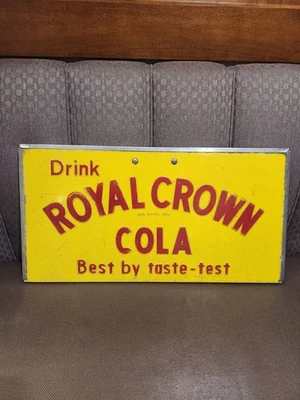 Drink
ROYAL CROWN
COLA
Best by taste-test